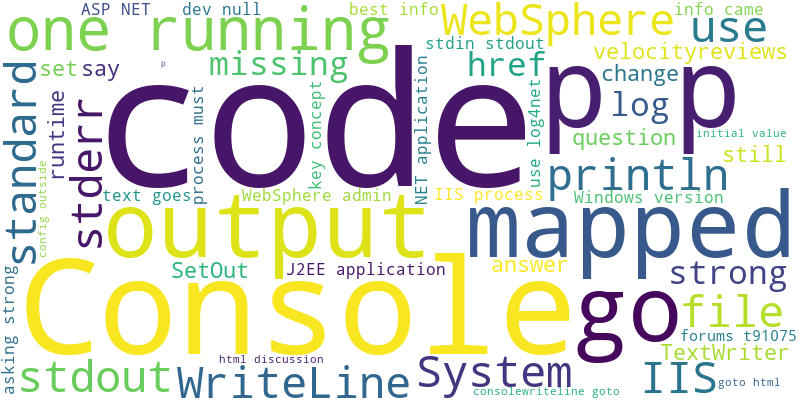 ASP NET
dev null
best info
info came
one running
WebSphere
use
stdin stdout
velocityreviews
set
say
p
missing
href
change
code
p p
standard
stderr
runtime
process must
key concept
NET application
use log4net
log
question
initial value
still
config outside
println
text goes
WebSphere admin
IIS process
Windows version
output
mapped
asking strong
SetOut
J2EE application
answer
strong
Console
go
file
forums t91075
html discussion
TextWriter
stdout
WriteLine
System
IIS
goto html
consolewriteline goto